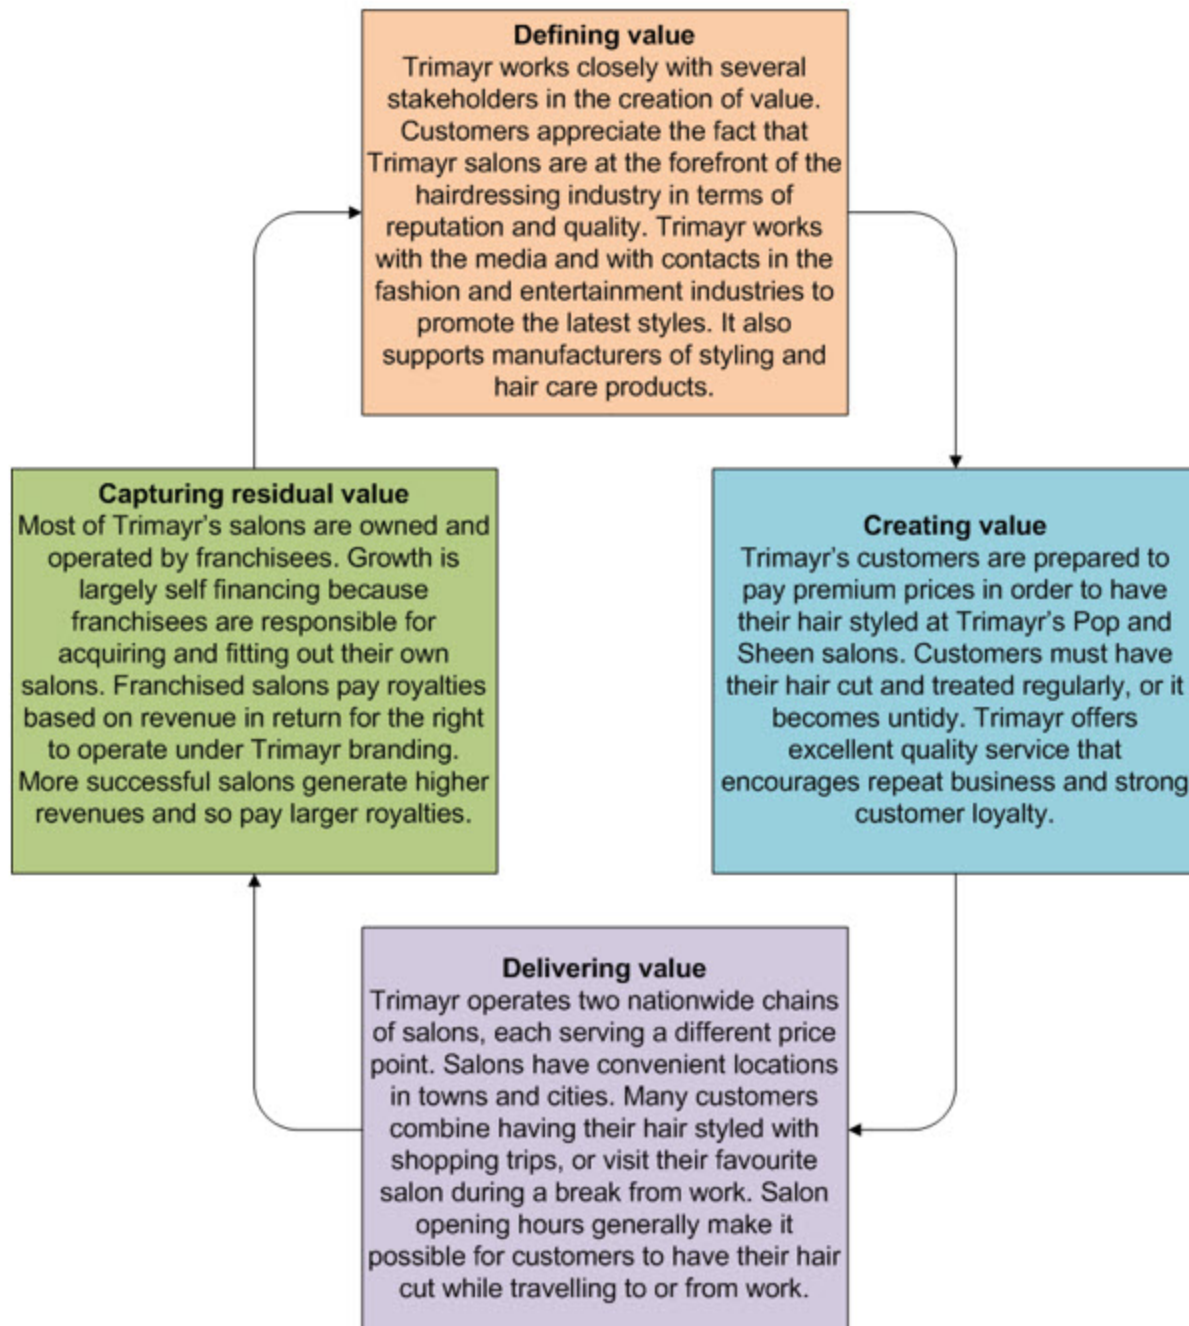 Defining value
Trimayr works closely with several
stakeholders in the creation of value.
Customers appreciate the fact that
Trimayr salons are at the forefront of the
hairdressing industry in terms of
reputation and quality. Trimayr works
with the media and with contacts in the
fashion and entertainment industries to
promote the latest styles. It also
supports manufacturers of styling and
hair care products.
Creating value
Trimayr's customers are prepared to
pay premium prices in order to have
their hair styled at Trimayr's Pop and
Sheen salons. Customers must have
their hair cut and treated regularly, or it
becomes untidy. Trimayr offers
excellent quality service that
encourages repeat business and strong
customer loyalty.
Delivering value
Trimayr operates two nationwide chains
of salons, each serving a different price
point. Salons have convenient locations
in towns and cities. Many customers
combine having their hair styled with
shopping trips, or visit their favourite
salon during a break from work. Salon
opening hours generally make it
possible for customers to have their hair
cut while travelling to or from work.
Capturing residual value
Most of Trimayr's salons are owned and
operated by franchisees. Growth is
largely self financing because
franchisees are responsible for
acquiring and fitting out their own
salons. Franchised salons pay royalties
based on revenue in return for the right
to operate under Trimayr branding.
More successful salons generate higher
revenues and so pay larger royalties.